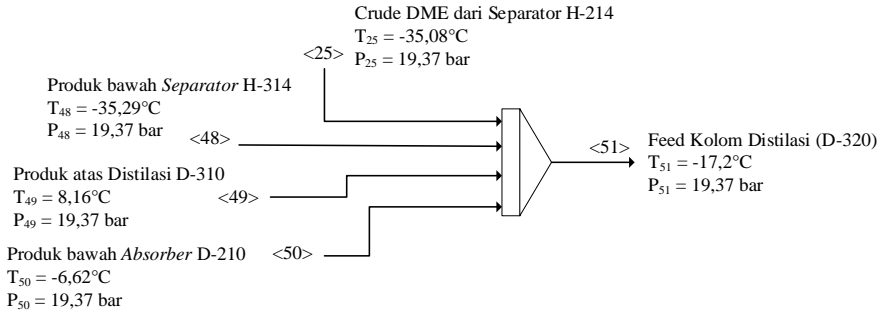 Crude DME dari Separator H-214
T25 = -35,08°C
P25 = 19,37 bar
<25>
Produk bawah Separator H-314
T48 = -35,29°C
P48 = 19,37 bar
<48>
Produk atas Distilasi D-310
T49 = 8,16°C
P49 = 19,37 bar
<49>
Produk bawah Absorber D-210
T50 = -6,62°C
P50 = 19,37 bar
<50>
<51>
Feed Kolom Distilasi (D-320)
T51 = -17,2°C
P51 = 19,37 bar